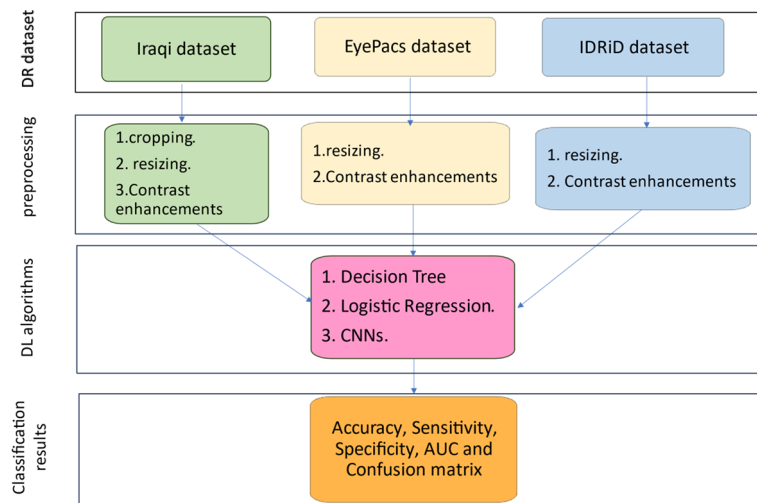 DR dataset
Iraqi dataset
EyePacs dataset
IDRiD dataset
preprocessing
1.cropping.
2. resizing.
3.Contrast
enhancements
1.resizing.
2.Contrast enhancements
1. resizing.
2. Contrast enhancements
DL algorithms
1. Decision Tree
2. Logistic Regression.
3. CNNs.
Classification
results
Accuracy, Sensitivity,
Specificity, AUC and
Confusion matrix